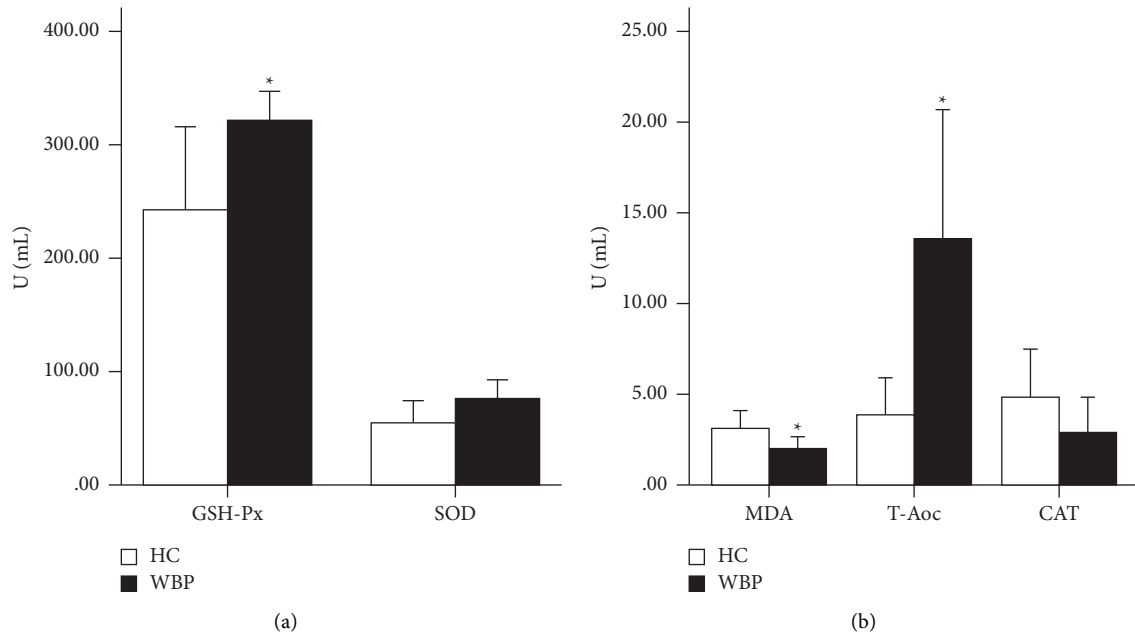 400.00
300.00
200.00
100.00
.00
U (mL)
*
GSH-Px
SOD
HC
WBP
(a)
25.00
20.00
15.00
10.00
5.00
.00
U (mL)
*
*
MDA
T-Aoc
CAT
HC
WBP
(b)